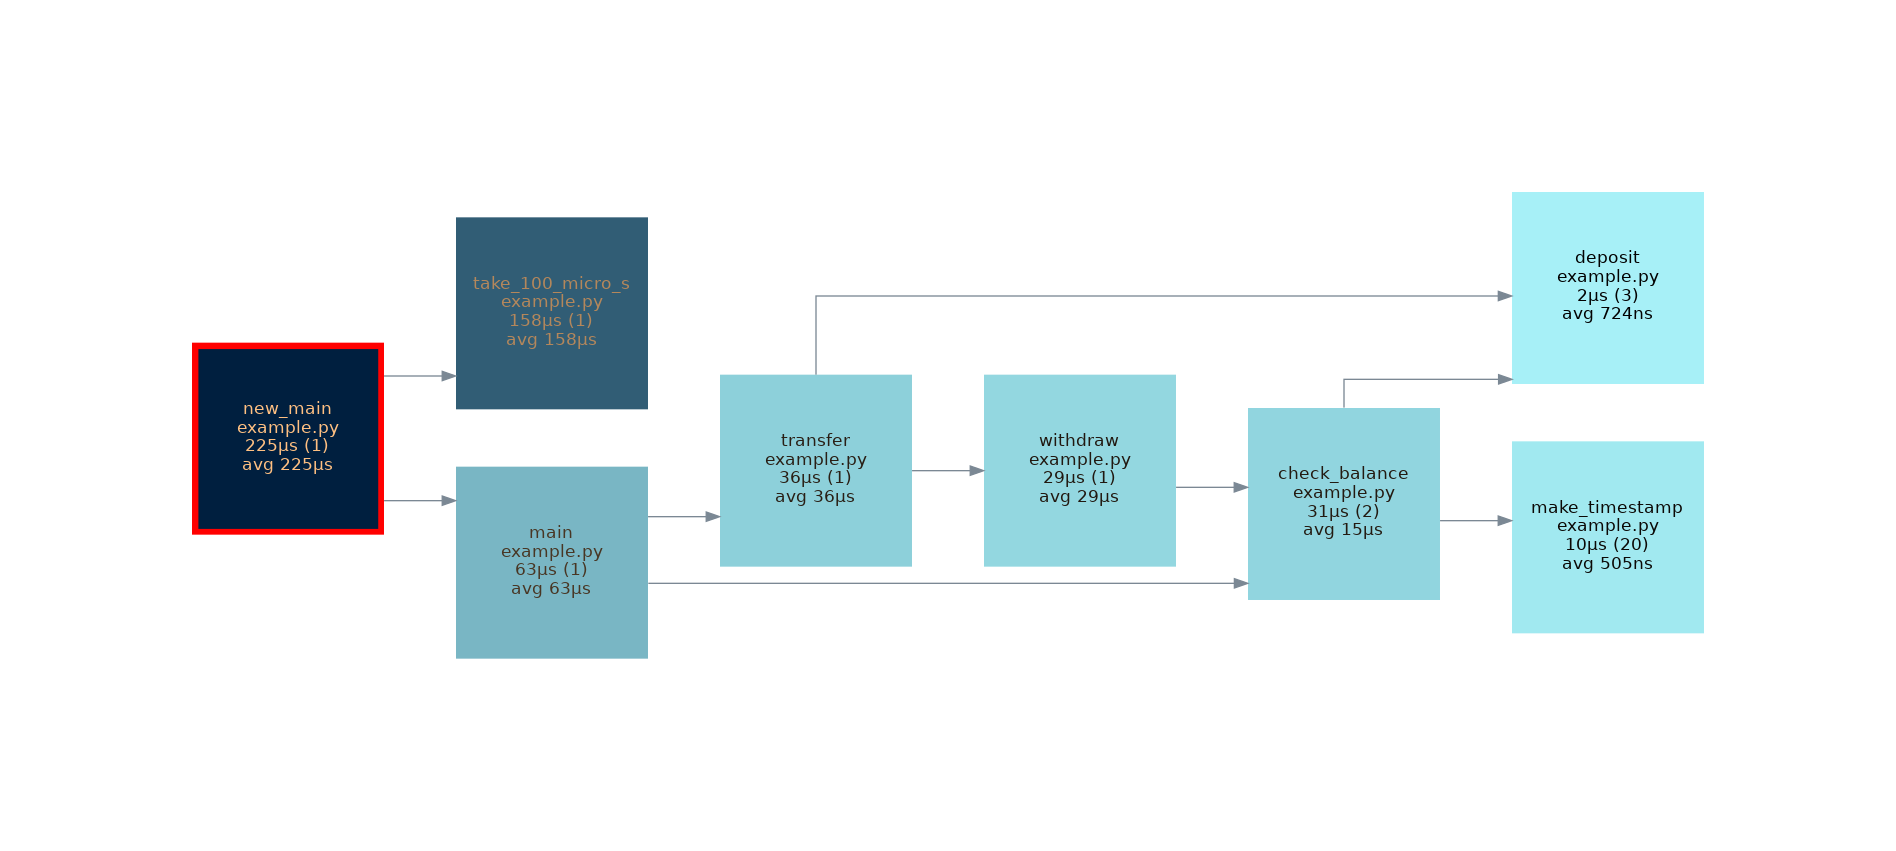 new_main
example.py
225µs (1)
avg 225µs
take_100_micro_s
example.py
158µs (1)
avg 158µs
main
example.py
63µs (1)
avg 63µs
transfer
example.py
36µs (1)
avg 36µs
withdraw
example.py
29µs (1)
avg 29µs
check_balance
example.py
31µs (2)
avg 15µs
deposit
example.py
2µs (3)
avg 724ns
make_timestamp
example.py
10µs (20)
avg 505ns